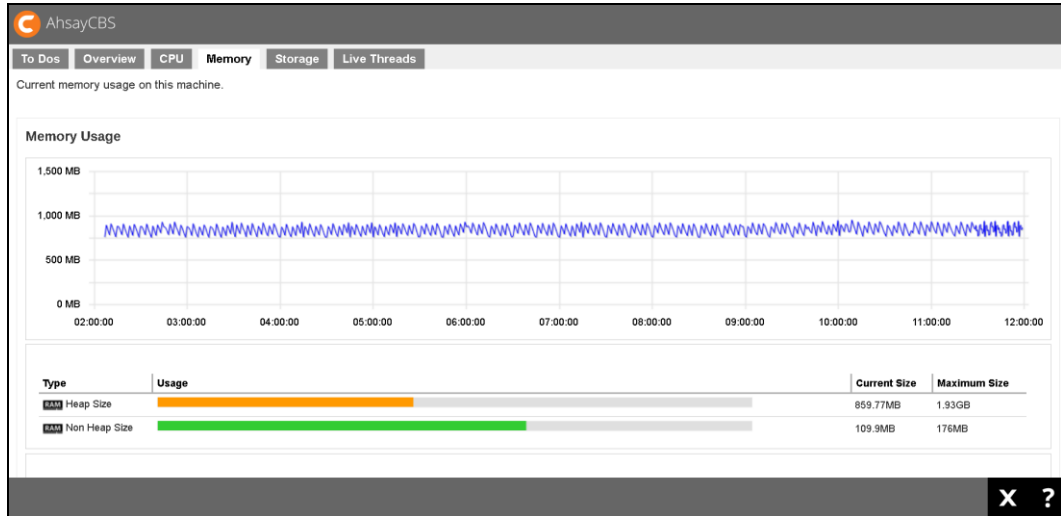 AhsayCBS
To Dos Overview CPU Memory Storage Live Threads
Current memory usage on this machine.
Memory Usage
1,500 MB
1,000 MB
500 MB
0 MB
02:00:00 03:00:00 04:00:00 05:00:00 06:00:00 07:00:00 08:00:00 09:00:00 10:00:00 11:00:00 12:00:00
Type Usage Current Size Maximum Size
RAM Heap Size 859.77MB 1.93GB
RAM Non Heap Size 109.9MB 176MB
X ?